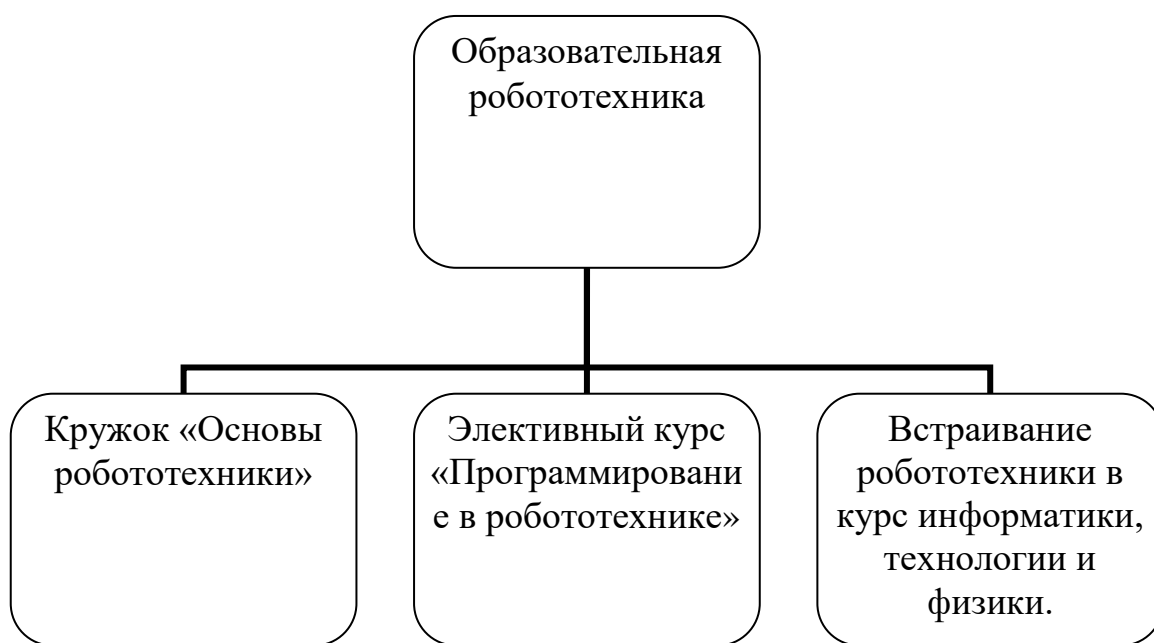 Образовательная
робототехника
Кружок «Основы
робототехники»
Элективный курс
«Программировани
е в робототехнике»
Встраивание
робототехники в
курс информатики,
технологии и
физики.